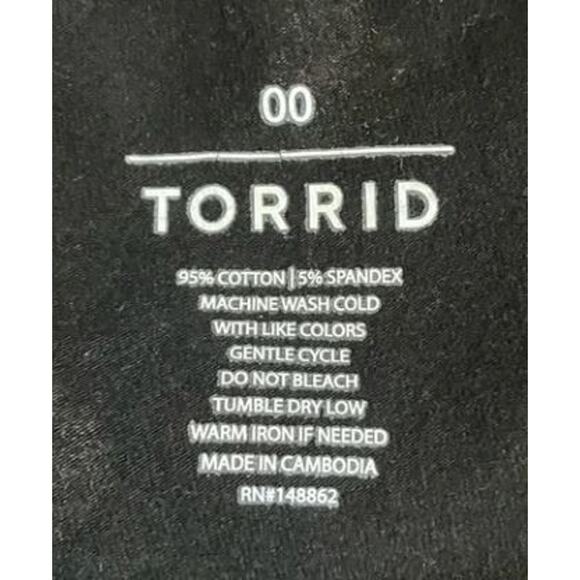 00
TORRID
95% COTTON | 5% SPANDEX
MACHINE WASH COLD
WITH LIKE COLORS
GENTLE CYCLE
DO NOT BLEACH
TUMBLE DRY LOW
WARM IRON IF NEEDED
MADE IN CAMBODIA
RN#148862